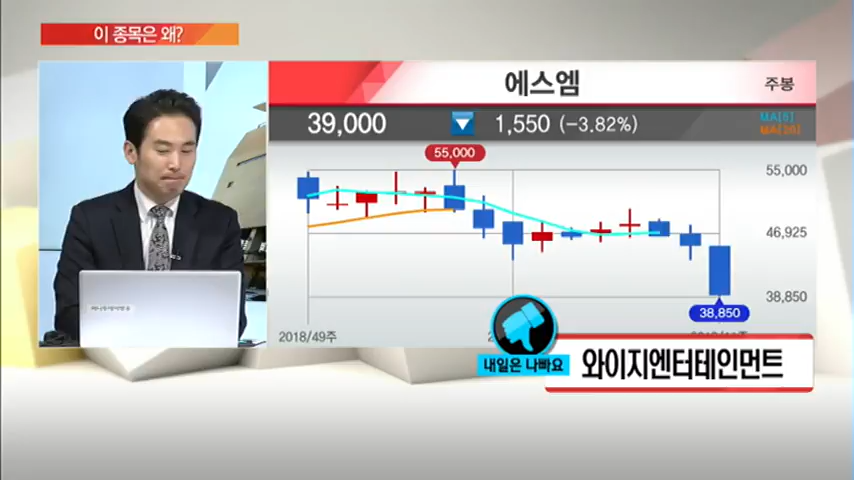 이 종목은 왜?
에스엠
주봉
39,000 ▼ 1,550 (-3.82%)
MA[5]
55,000
55,000
46,925
38,850
38,850
2018/49주
내일은 나빠요
와이지엔터테인먼트